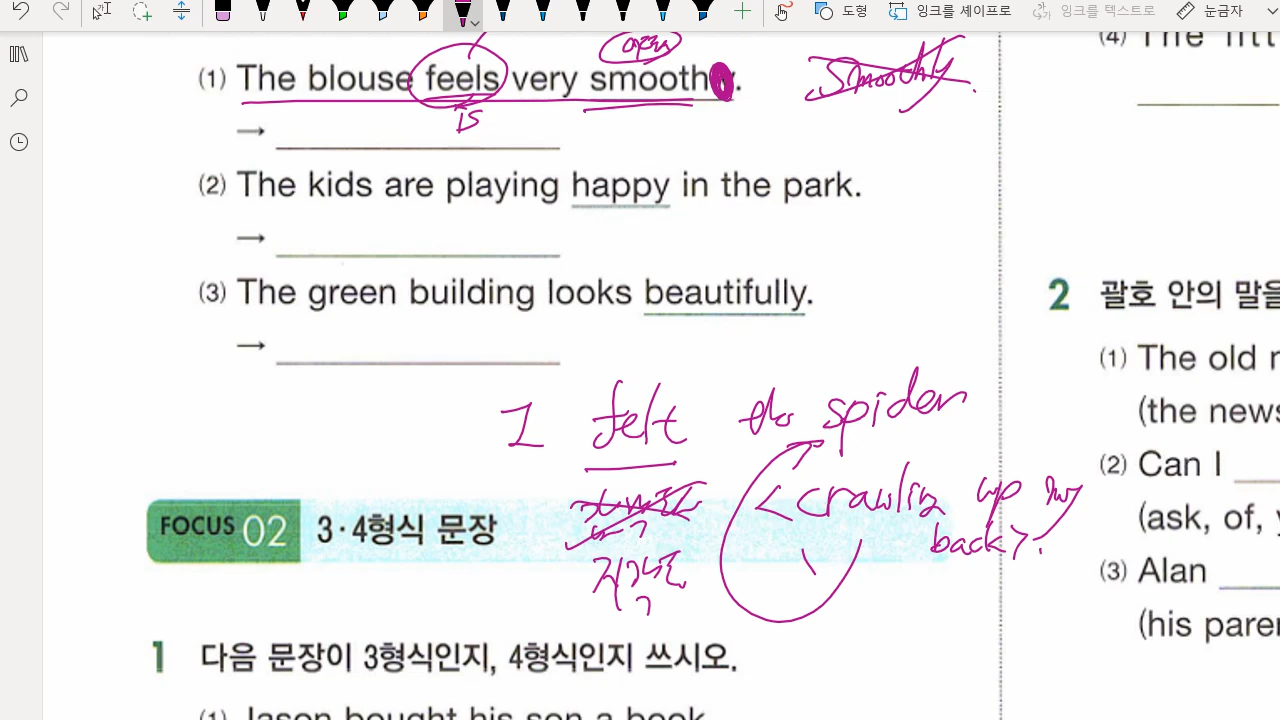 도형 잉크를 셰이프로 잉크를 텍스트로 눈금자
open
(1) The blouse feels very smoothly.
Smoothly.
is
→
(2) The kids are playing happy in the park.
→
(3) The green building looks beautifully.
→
I felt the spider
<crawlin up my
back>.
지각동
FOCUS 02 3·4형식 문장
1 다음 문장이 3형식인지, 4형식인지 쓰시오.
(1) Jason bought his son a book
(4) The litt
2 괄호 안의 말을
(1) The old
(the news
(2) Can I
(ask, of,
(3) Alan
(his paren